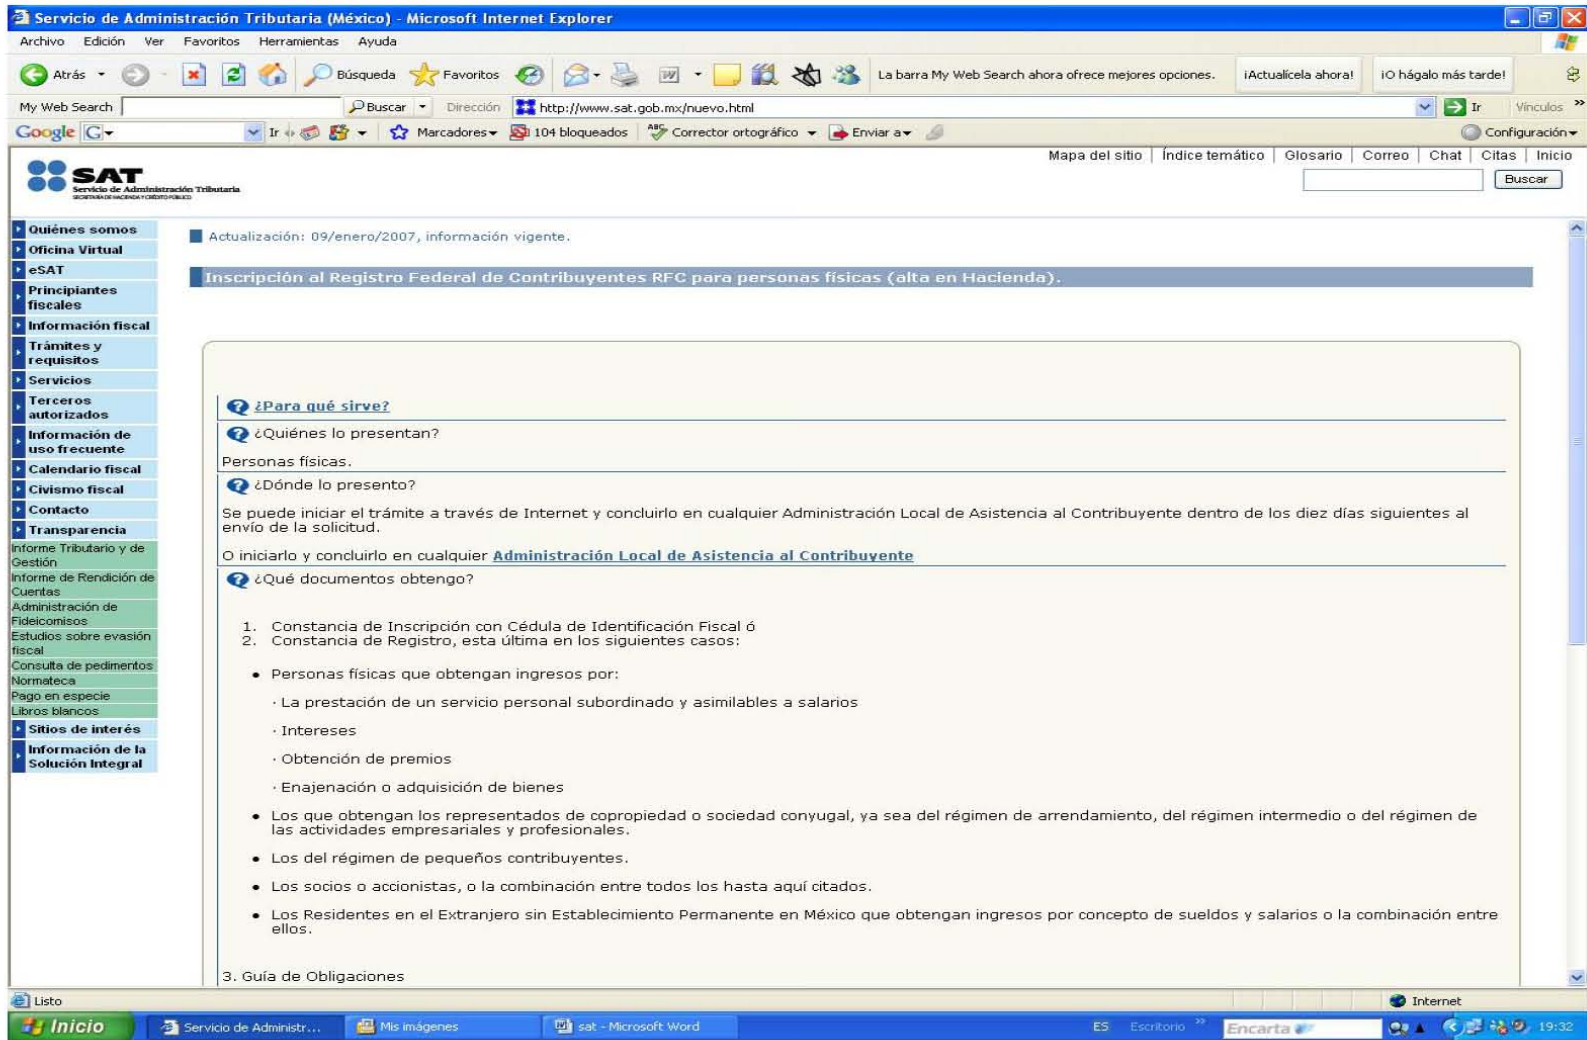 Servicio de Administración Tributaria (México) - Microsoft Internet Explorer
Archivo Edición Ver Favoritos Herramientas Ayuda
Atrás Búsqueda Favoritos La barra My Web Search ahora ofrece mejores opciones. ¡Actualícela ahora! ¡O hágalo más tarde!
My Web Search Buscar Dirección http://www.sat.gob.mx/nuevo.html Ir Vínculos »
Google G Ir Marcadores 104 bloqueados ABC Corrector ortográfico Enviar a Configuración
Mapa del sitio | Índice temático | Glosario | Correo | Chat | Citas | Inicio
SAT
Servicio de Administración Tributaria
SECRETARÍA DE HACIENDA Y CRÉDITO PÚBLICO
Buscar
Quiénes somos
Oficina Virtual
eSAT
Principiantes
fiscales
Información fiscal
Trámites y
requisitos
Servicios
Terceros
autorizados
Información de
uso frecuente
Calendario fiscal
Civismo fiscal
Contacto
Transparencia
Informe Tributario y de
Gestión
Informe de Rendición de
Cuentas
Administración de
Fideicomisos
Estudios sobre evasión
fiscal
Consulta de pedimentos
Normateca
Pago en especie
Libros blancos
Sitios de interés
Información de la
Solución Integral
Actualización: 09/enero/2007, información vigente.
Inscripción al Registro Federal de Contribuyentes RFC para personas físicas (alta en Hacienda).
¿Para qué sirve?
¿Quiénes lo presentan?
Personas físicas.
¿Dónde lo presento?
Se puede iniciar el trámite a través de Internet y concluirlo en cualquier Administración Local de Asistencia al Contribuyente dentro de los diez días siguientes al
envío de la solicitud.
O iniciarlo y concluirlo en cualquier Administración Local de Asistencia al Contribuyente
¿Qué documentos obtengo?
1. Constancia de Inscripción con Cédula de Identificación Fiscal ó
2. Constancia de Registro, esta última en los siguientes casos:
• Personas físicas que obtengan ingresos por:
· La prestación de un servicio personal subordinado y asimilables a salarios
· Intereses
· Obtención de premios
· Enajenación o adquisición de bienes
• Los que obtengan los representados de copropiedad o sociedad conyugal, ya sea del régimen de arrendamiento, del régimen intermedio o del régimen de
las actividades empresariales y profesionales.
• Los del régimen de pequeños contribuyentes.
• Los socios o accionistas, o la combinación entre todos los hasta aquí citados.
• Los Residentes en el Extranjero sin Establecimiento Permanente en México que obtengan ingresos por concepto de sueldos y salarios o la combinación entre
ellos.
3. Guía de Obligaciones
Listo Internet
Inicio Servicio de Administr... Mis imágenes sat - Microsoft Word ES Escritorio » Encarta 19:32